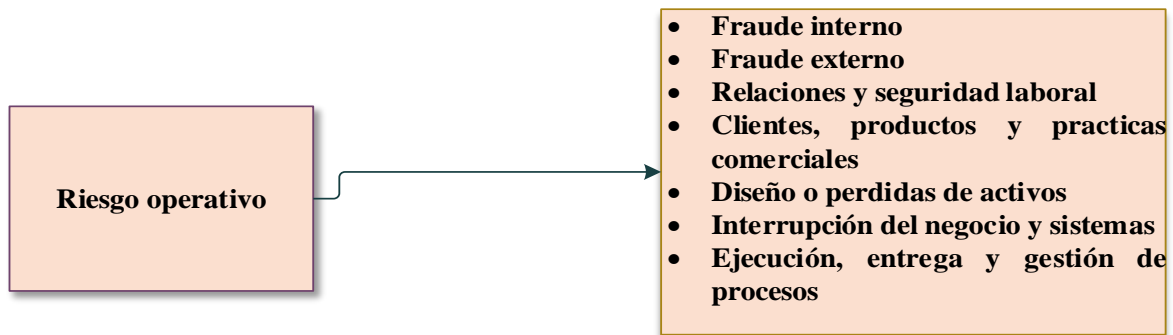 Riesgo operativo
• Fraude interno
• Fraude externo
• Relaciones y seguridad laboral
• Clientes, productos y practicas
comerciales
• Diseño o perdidas de activos
• Interrupción del negocio y sistemas
• Ejecución, entrega y gestión de
procesos